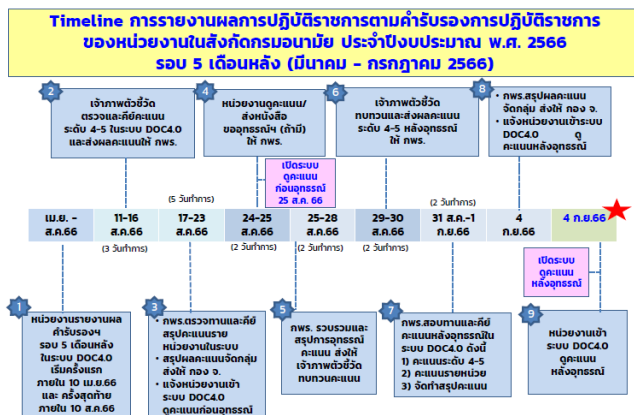 Timeline การรายงานผลการปฏิบัติราชการตามคำรับรองการปฏิบัติราชการ
ของหน่วยงานในสังกัดกรมอนามัย ประจำปีงบประมาณ พ.ศ. 2566
รอบ 5 เดือนหลัง (มีนาคม - กรกฎาคม 2566)
2
เจ้าภาพตัวชี้วัด
ตรวจและคีย์คะแนน
ระดับ 4-5 ในระบบ DOC4.0
และส่งผลคะแนนให้ กพร.
4
หน่วยงานดูคะแนน/
ส่งหนังสือ
ขออุทธรณ์ฯ (ถ้ามี)
ให้ กพร.
6
เจ้าภาพตัวชี้วัด
ทบทวนและส่งผลคะแนน
ระดับ 4-5 หลังอุทธรณ์
ให้ กพร.
8
• กพร.สรุปผลคะแนน
จัดกลุ่ม ส่งให้ กอง จ.
• แจ้งหน่วยงานเข้าระบบ
DOC4.0 ดู
คะแนนหลังอุทธรณ์
เปิดระบบ
ดูคะแนน
ก่อนอุทธรณ์
25 ส.ค. 66
(5 วันทำการ)
(2 วันทำการ)
เม.ย. -
ส.ค.66
11-16
ส.ค.66
17-23
ส.ค.66
24-25
ส.ค.66
25-28
ส.ค.66
29-30
ส.ค.66
31 ส.ค.-1
ก.ย.66
4
ก.ย.66
4 ก.ย.66
(3 วันทำการ)
(2 วันทำการ)
(2 วันทำการ)
(2 วันทำการ)
เปิดระบบ
ดูคะแนน
หลังอุทธรณ์
1
หน่วยงานรายงานผล
คำรับรองฯ
รอบ 5 เดือนหลัง
ในระบบ DOC4.0
เริ่มครั้งแรก
ภายใน 10 เม.ย.66
และ ครั้งสุดท้าย
ภายใน 10 ส.ค.66
3
• กพร.ตรวจทานและคีย์
สรุปคะแนนราย
หน่วยงานในระบบ
• สรุปผลคะแนนจัดกลุ่ม
ส่งให้ กอง จ.
• แจ้งหน่วยงานเข้าระบบ
DOC4.0
ดูคะแนนก่อนอุทธรณ์
5
กพร. รวบรวมและ
สรุปการอุทธรณ์
คะแนน ส่งให้
เจ้าภาพตัวชี้วัด
ทบทวนคะแนน
7
กพร.สอบทานและคีย์
คะแนนหลังอุทธรณ์ใน
ระบบ DOC4.0 ดังนี้
1) คะแนนระดับ 4-5
2) คะแนนรายหน่วย
3) จัดทำสรุปคะแนน
9
หน่วยงานเข้า
ระบบ DOC4.0
ดูคะแนน
หลังอุทธรณ์